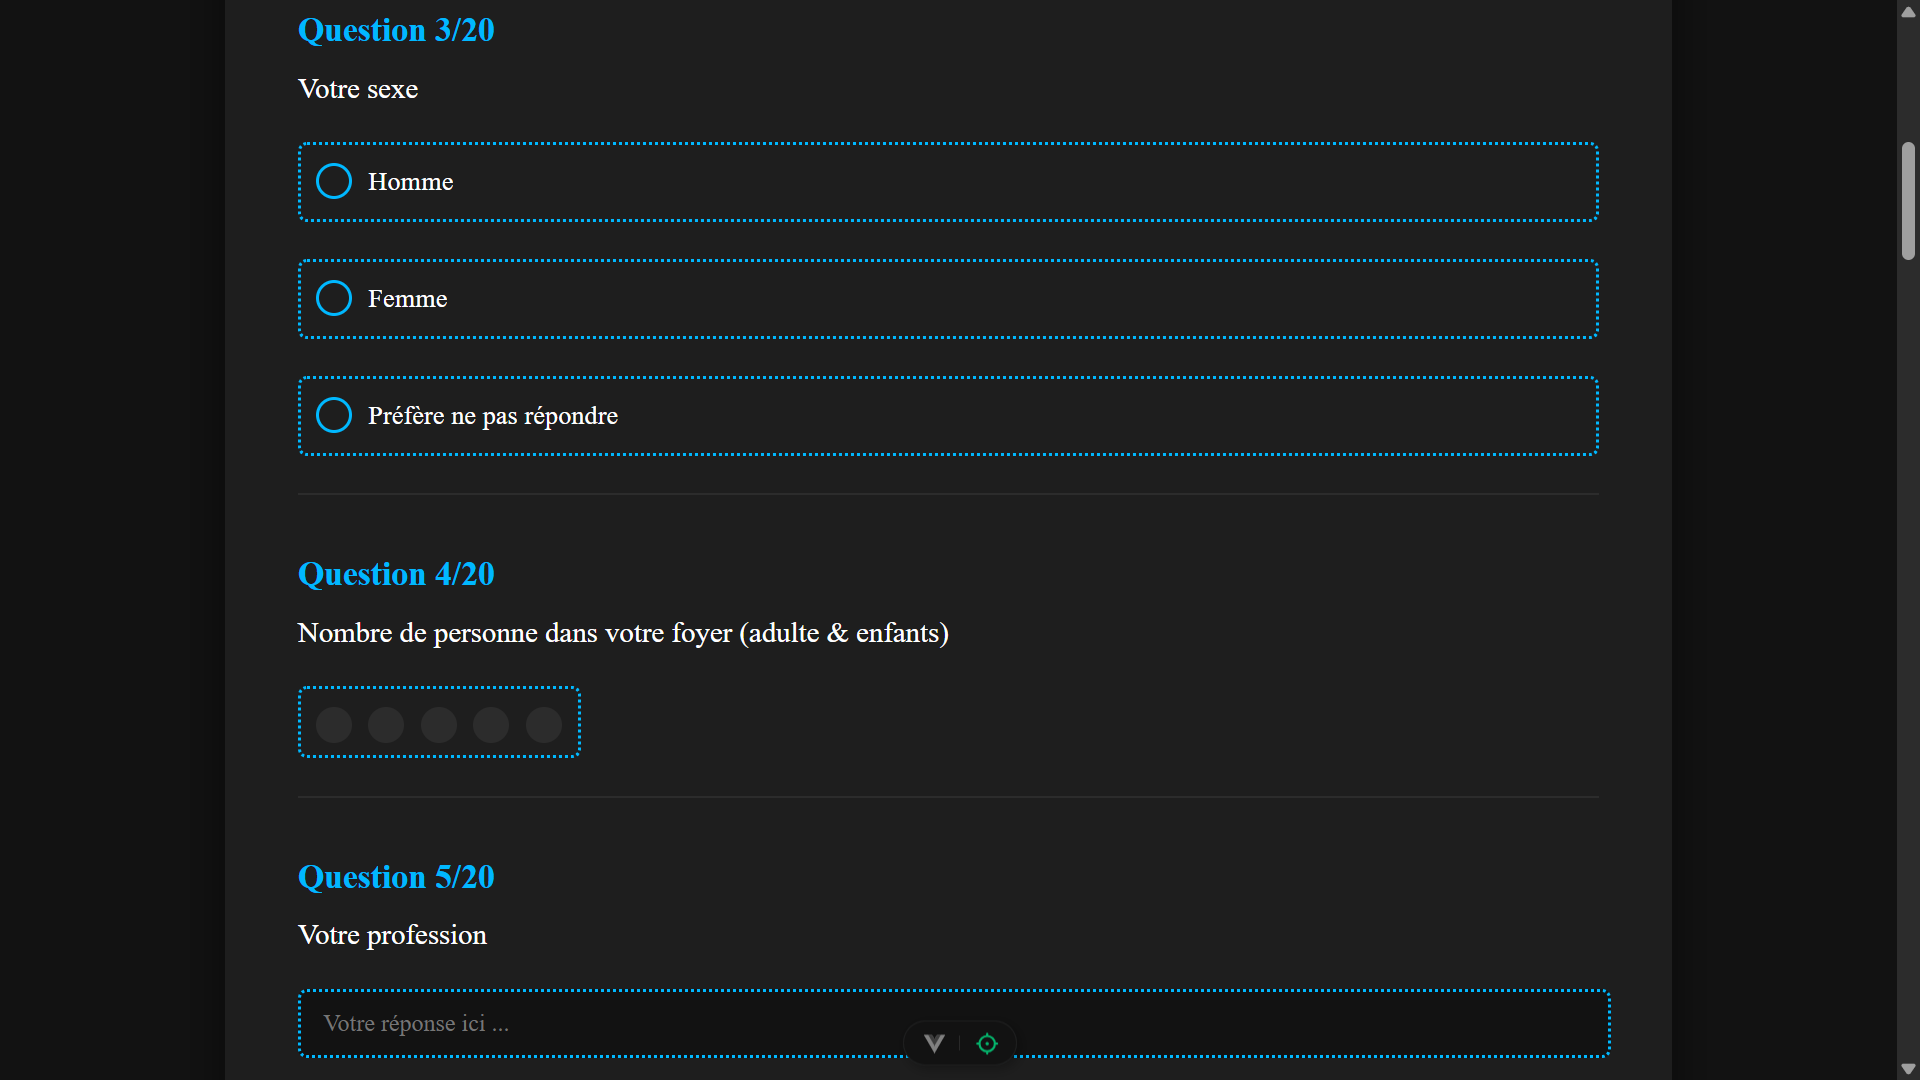 Question 3/20
Votre sexe
Homme
Femme
Préfère ne pas répondre
Question 4/20
Nombre de personne dans votre foyer (adulte & enfants)
Question 5/20
Votre profession
Votre réponse ici ...